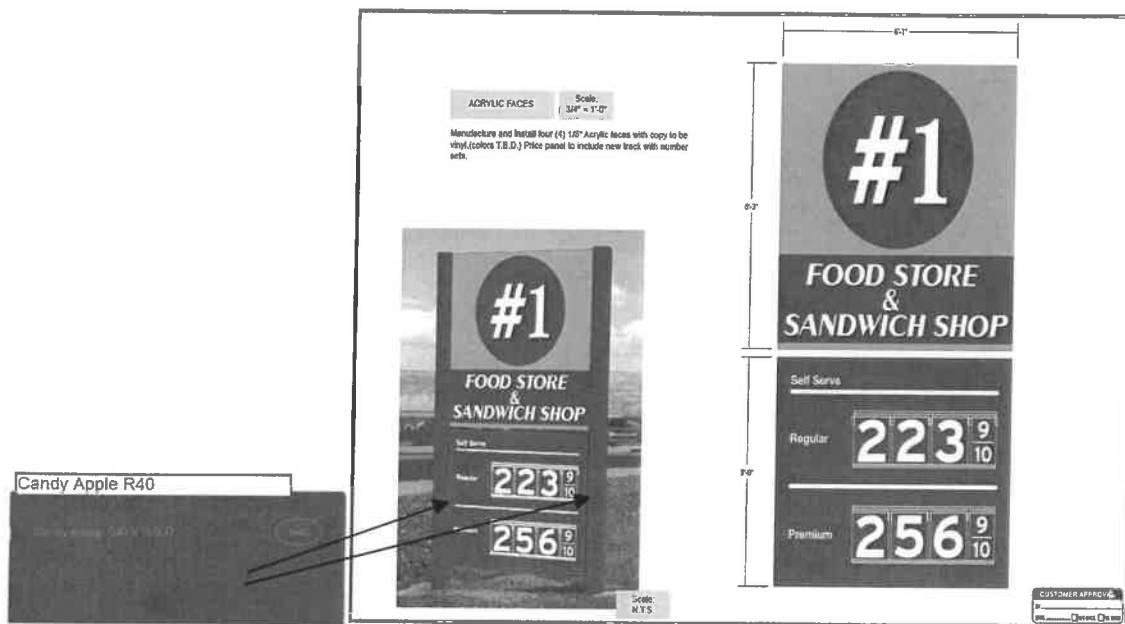 6'-1"
ACRYLIC FACES
Scale:
3/4" = 1'-0"
Manufacture and install four (4) 1/8" Acrylic faces with copy to be
vinyl.(colors T.B.D.) Price panel to include new track with number
sets.
#1
FOOD STORE
&
SANDWICH SHOP
Self Serve
Regular
223 9/10
Premium
256 9/10
#1
FOOD STORE
&
SANDWICH SHOP
Self Serve
Regular
223 9/10
256 9/10
Candy Apple R40
Scale:
N.T.S.
CUSTOMER APPROVAL